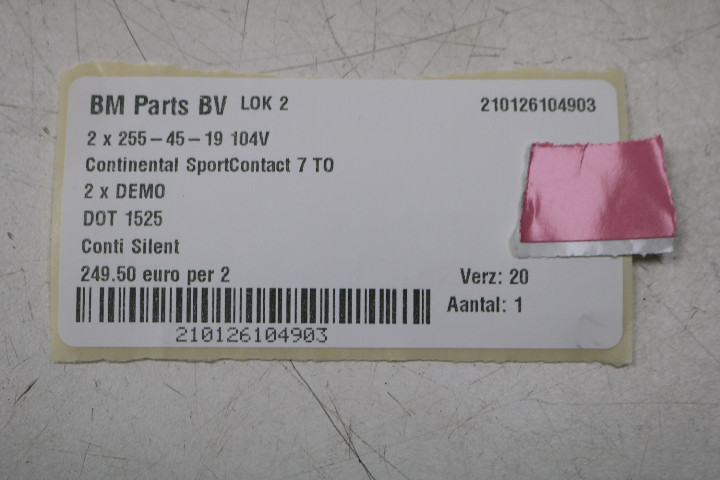 BM Parts BV LOK 2 210126104903
2 x 255-45-19 104V
Continental SportContact 7 TO
2 x DEMO
DOT 1525
Conti Silent
249.50 euro per 2 Verz: 20
Aantal: 1
210126104903